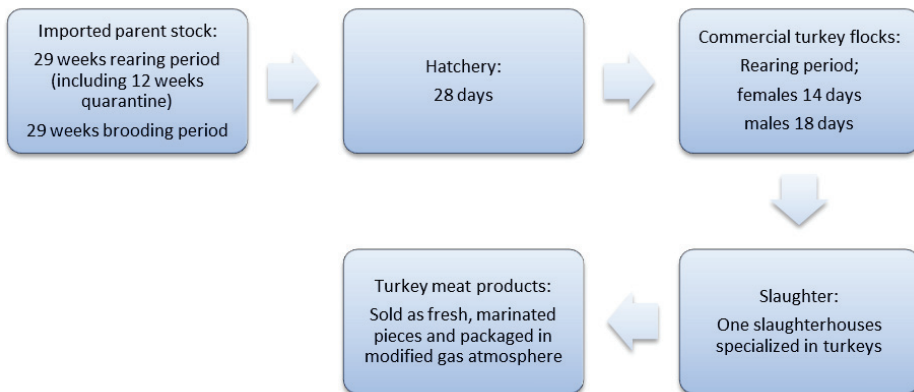 Imported parent stock:
29 weeks rearing period
(including 12 weeks
quarantine)
29 weeks brooding period
Hatchery:
28 days
Commercial turkey flocks:
Rearing period;
females 14 days
males 18 days
Slaughter:
One slaughterhouses
specialized in turkeys
Turkey meat products:
Sold as fresh, marinated
pieces and packaged in
modified gas atmosphere